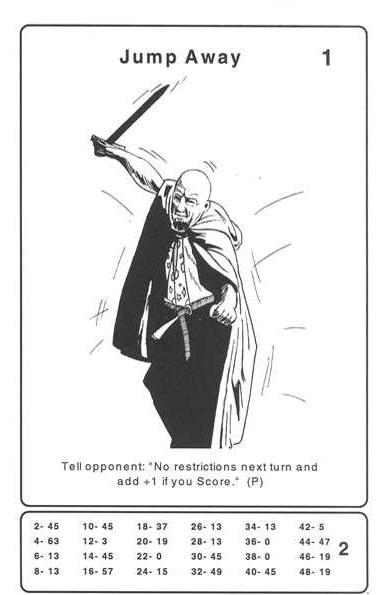 Jump Away 1
Tell opponent: "No restrictions next turn and
add +1 if you Score." (P)
2- 45 10- 45 18- 37 26- 13 34- 13 42- 5
4- 63 12- 3 20- 19 28- 13 36- 0 44- 47
6- 13 14- 45 22- 0 30- 45 38- 0 46- 19
8- 13 16- 57 24- 15 32- 49 40- 45 48- 19
2